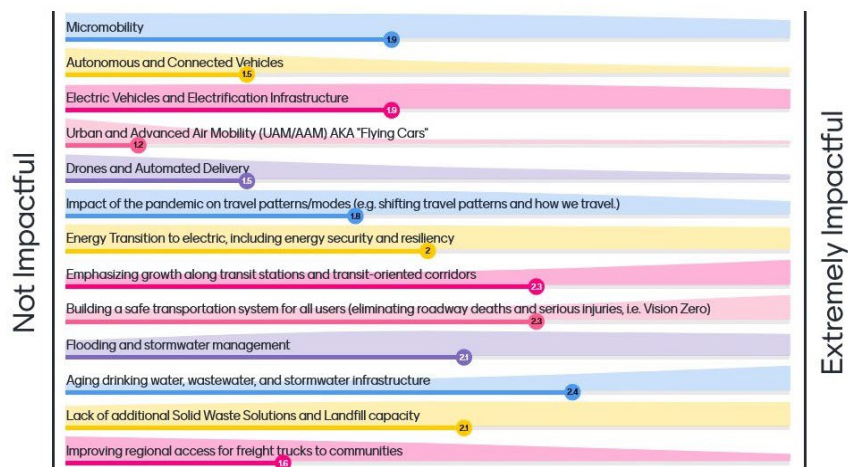 Micromobility
1.9
Autonomous and Connected Vehicles
1.5
Electric Vehicles and Electrification Infrastructure
1.9
Urban and Advanced Air Mobility (UAM/AAM) AKA "Flying Cars"
1.2
Drones and Automated Delivery
1.5
Impact of the pandemic on travel patterns/modes (e.g. shifting travel patterns and how we travel.)
1.8
Energy Transition to electric, including energy security and resiliency
2
Emphasizing growth along transit stations and transit-oriented corridors
2.3
Building a safe transportation system for all users (eliminating roadway deaths and serious injuries, i.e. Vision Zero)
2.3
Flooding and stormwater management
2.1
Aging drinking water, wastewater, and stormwater infrastructure
2.4
Lack of additional Solid Waste Solutions and Landfill capacity
2.1
Improving regional access for freight trucks to communities
1.6
Not Impactful
Extremely Impactful